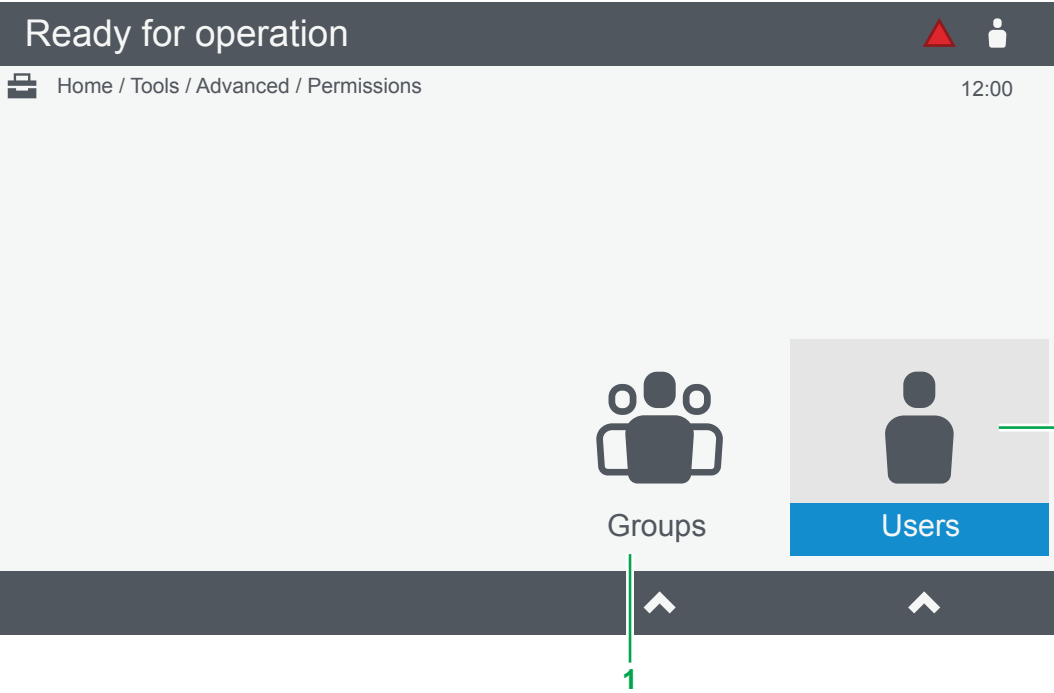 Ready for operation
Home / Tools / Advanced / Permissions
12:00
Groups
Users
1